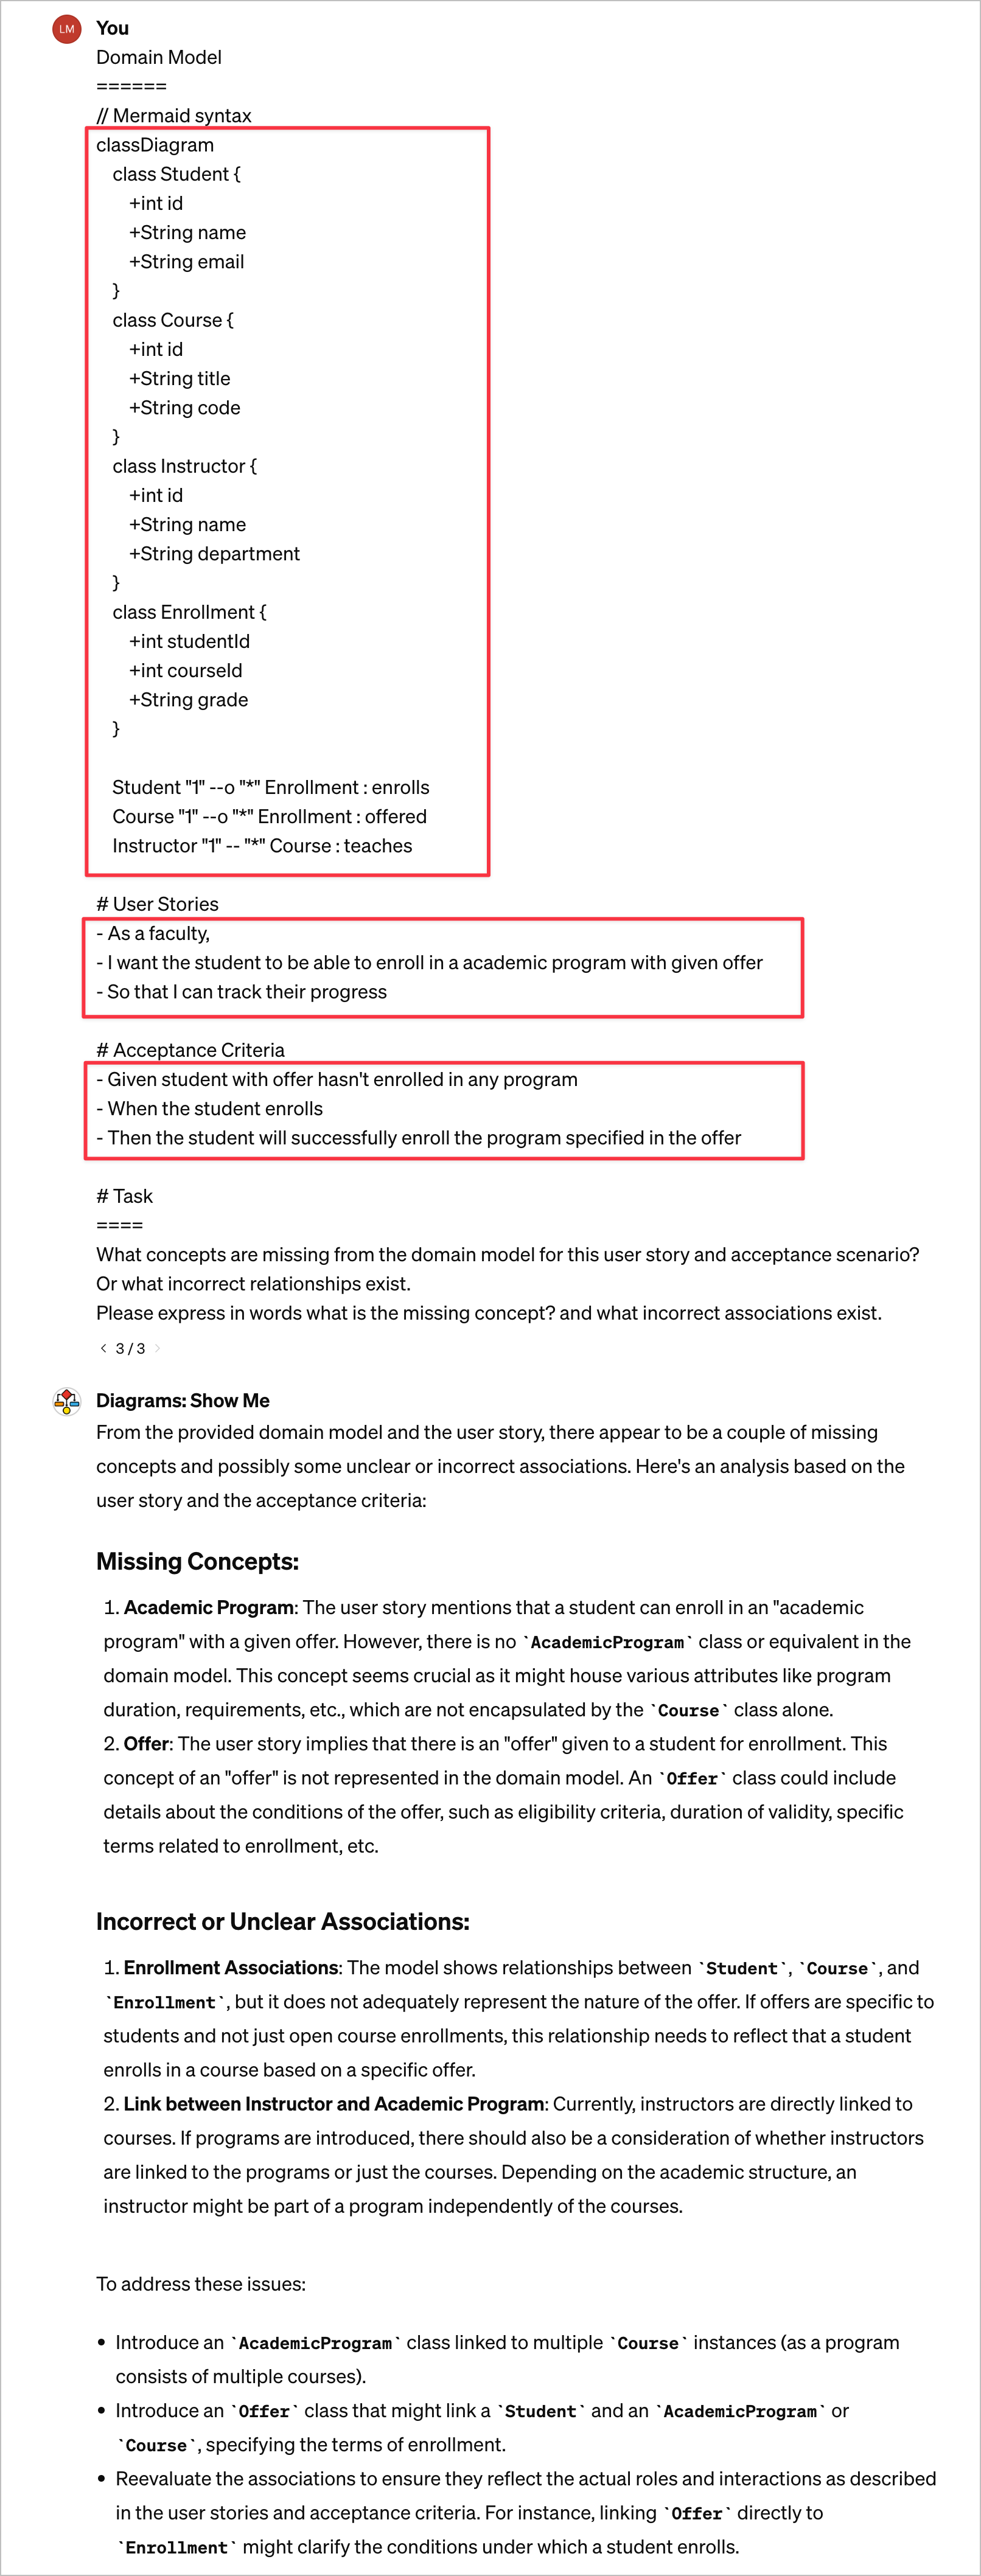 LM
You
Domain Model
======
// Mermaid syntax
classDiagram
class Student {
+int id
+String name
+String email
}
class Course {
+int id
+String title
+String code
}
class Instructor {
+int id
+String name
+String department
}
class Enrollment {
+int studentId
+int courseId
+String grade
}
Student "1" --o "*" Enrollment : enrolls
Course "1" --o "*" Enrollment : offered
Instructor "1" -- "*" Course : teaches
# User Stories
- As a faculty,
- I want the student to be able to enroll in a academic program with given offer
- So that I can track their progress
# Acceptance Criteria
- Given student with offer hasn't enrolled in any program
- When the student enrolls
- Then the student will successfully enroll the program specified in the offer
# Task
====
What concepts are missing from the domain model for this user story and acceptance scenario?
Or what incorrect relationships exist.
Please express in words what is the missing concept? and what incorrect associations exist.
< 3 / 3 >
Diagrams: Show Me
From the provided domain model and the user story, there appear to be a couple of missing
concepts and possibly some unclear or incorrect associations. Here's an analysis based on the
user story and the acceptance criteria:
Missing Concepts:
1. Academic Program: The user story mentions that a student can enroll in an "academic
program" with a given offer. However, there is no `AcademicProgram` class or equivalent in the
domain model. This concept seems crucial as it might house various attributes like program
duration, requirements, etc., which are not encapsulated by the `Course` class alone.
2. Offer: The user story implies that there is an "offer" given to a student for enrollment. This
concept of an "offer" is not represented in the domain model. An `Offer` class could include
details about the conditions of the offer, such as eligibility criteria, duration of validity, specific
terms related to enrollment, etc.
Incorrect or Unclear Associations:
1. Enrollment Associations: The model shows relationships between `Student`, `Course`, and
`Enrollment`, but it does not adequately represent the nature of the offer. If offers are specific to
students and not just open course enrollments, this relationship needs to reflect that a student
enrolls in a course based on a specific offer.
2. Link between Instructor and Academic Program: Currently, instructors are directly linked to
courses. If programs are introduced, there should also be a consideration of whether instructors
are linked to the programs or just the courses. Depending on the academic structure, an
instructor might be part of a program independently of the courses.
To address these issues:
• Introduce an `AcademicProgram` class linked to multiple `Course` instances (as a program
consists of multiple courses).
• Introduce an `Offer` class that might link a `Student` and an `AcademicProgram` or
`Course`, specifying the terms of enrollment.
• Reevaluate the associations to ensure they reflect the actual roles and interactions as described
in the user stories and acceptance criteria. For instance, linking `Offer` directly to
`Enrollment` might clarify the conditions under which a student enrolls.